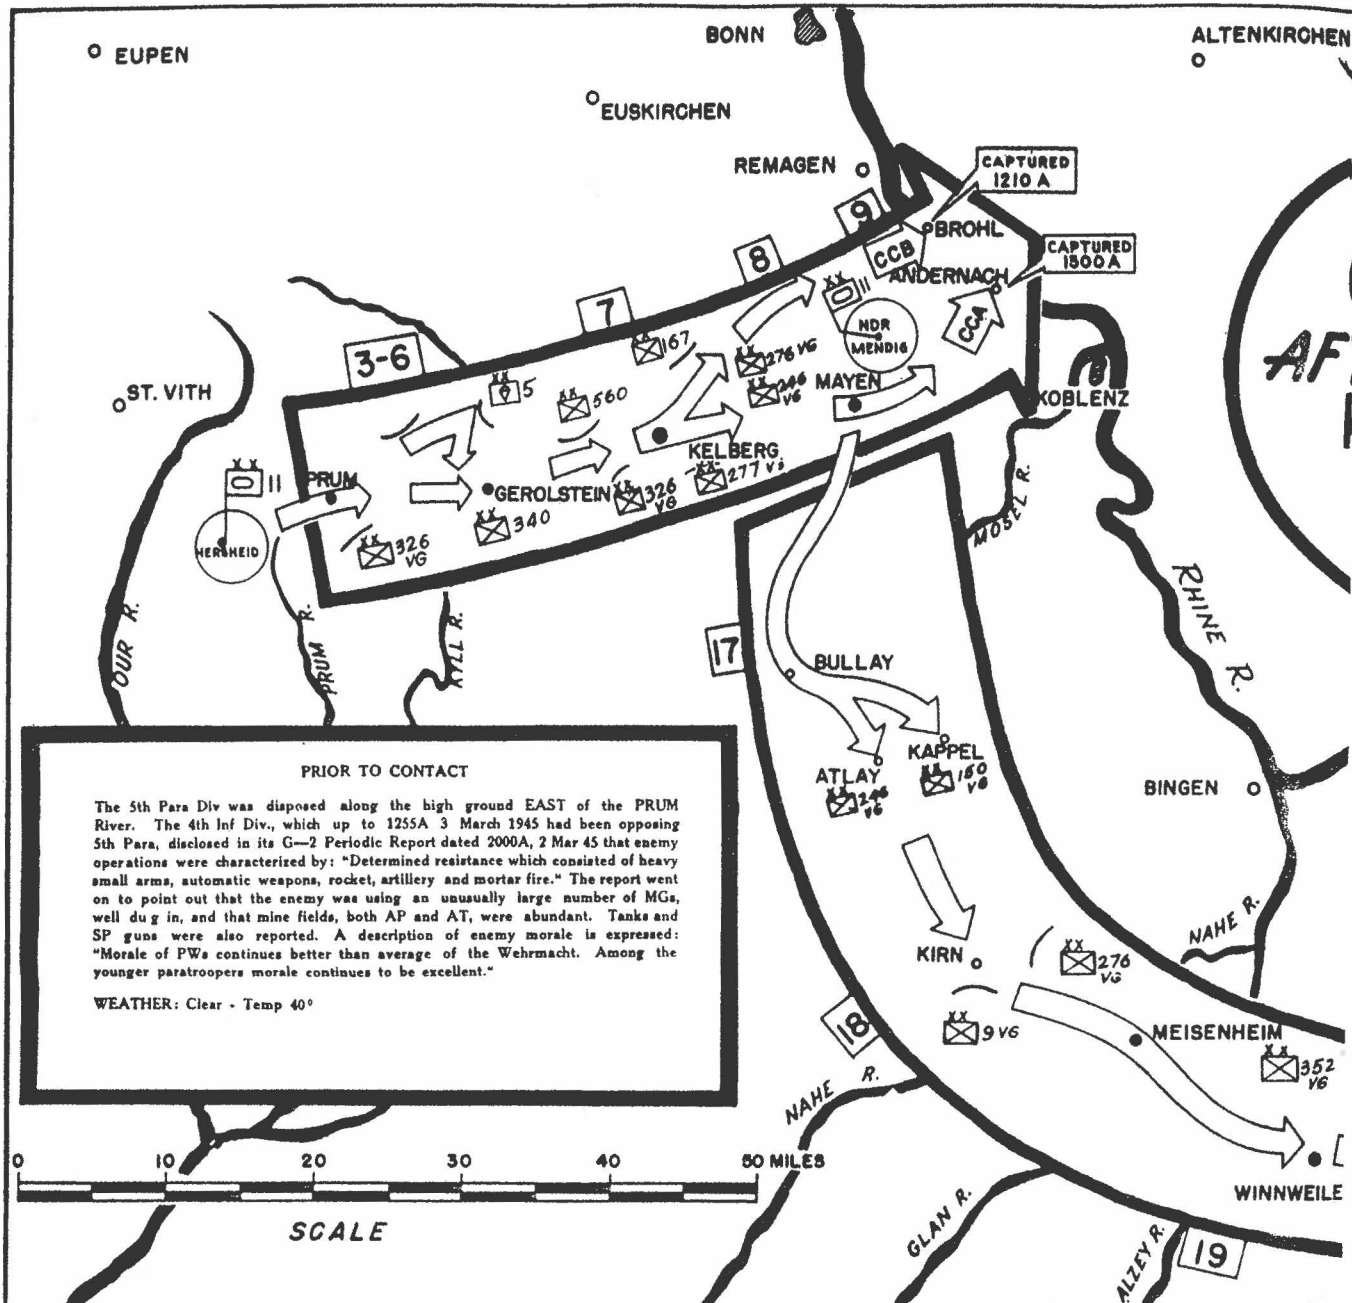 EUPEN
BONN
ALTENKIRCHEN
EUSKIRCHEN
REMAGEN
CAPTURED
1210 A
9
BROHL
CCB
8
CAPTURED
1500 A
ANDERNACH
11
7
CCA
NDR
MENDIG
167
276 VG
3-6
246
VG
MAYEN
ST. VITH
5
560
KOBLENZ
KELBERG
277 VG
11
PRUM
GEROLSTEIN
326
VG
MOSEL R.
340
HERSHEID
326
VG
RHINE R.
OUR R.
PRUM R.
KYLL R.
17
BULLAY
KAPPEL
ATLAY
160
VG
246
VG
BINGEN
PRIOR TO CONTACT
The 5th Para Div was disposed along the high ground EAST of the PRUM
River. The 4th Inf Div., which up to 1255A 3 March 1945 had been opposing
5th Para, disclosed in its G—2 Periodic Report dated 2000A, 2 Mar 45 that enemy
operations were characterized by: "Determined resistance which consisted of heavy
small arms, automatic weapons, rocket, artillery and mortar fire." The report went
on to point out that the enemy was using an unusually large number of MGs,
well du g in, and that mine fields, both AP and AT, were abundant. Tanks and
SP guns were also reported. A description of enemy morale is expressed:
"Morale of PWs continues better than average of the Wehrmacht. Among the
younger paratroopers morale continues to be excellent."
WEATHER: Clear - Temp 40°
NAHE R.
KIRN
276
VG
18
9 VG
MEISENHEIM
352
VG
NAHE R.
0 10 20 30 40 50 MILES
SCALE
WINNWEILE
GLAN R.
ALZEY R.
19
AF